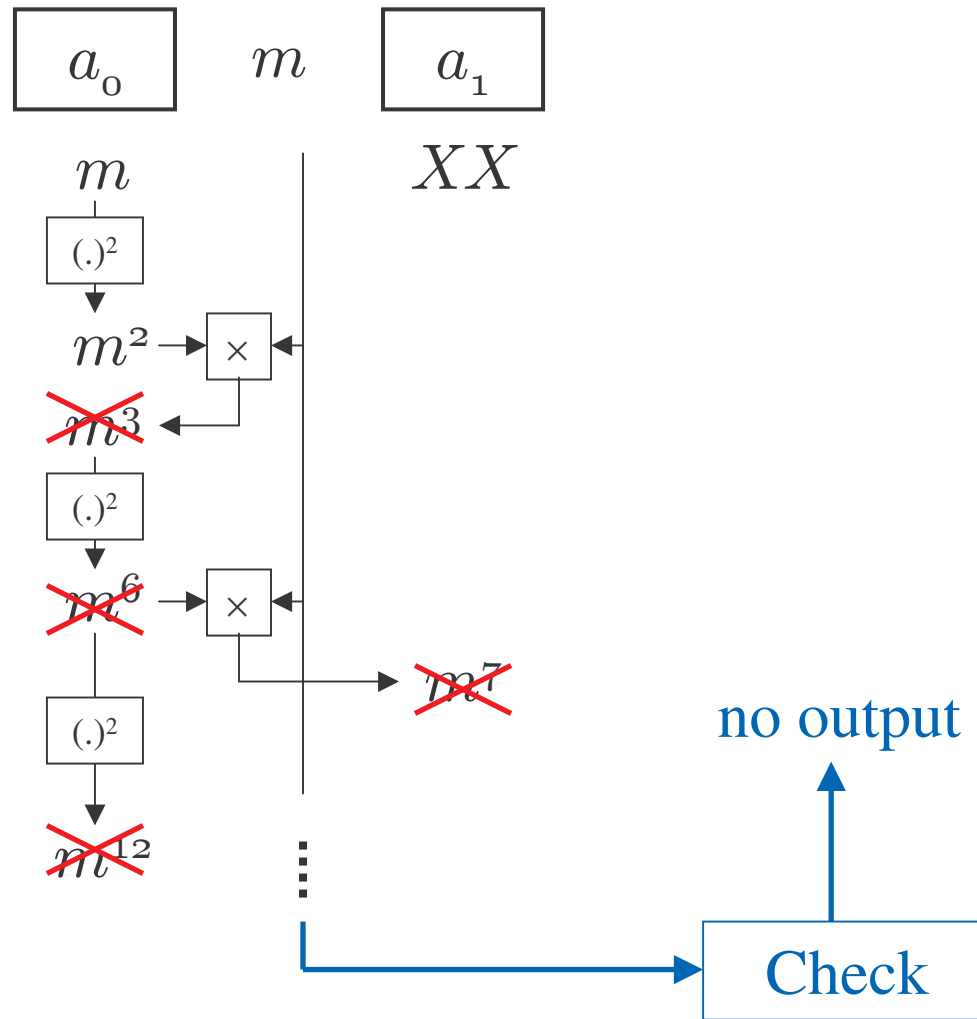 a₀ m a₁
m XX
(.)²
m² ×
m³
(.)²
m⁶ ×
m⁷
no output
(.)²
m¹²
Check